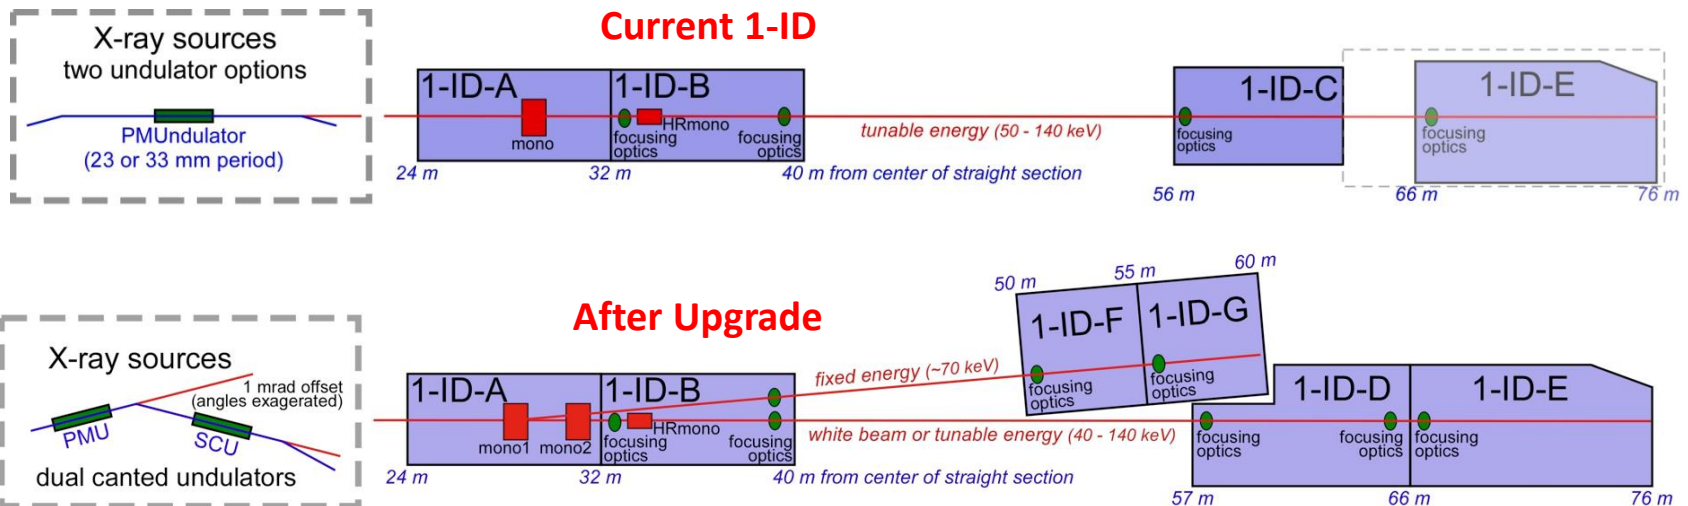 Current 1-ID
X-ray sources
two undulator options
PMUndulator
(23 or 33 mm period)
1-ID-A
mono
1-ID-B
HRmono
focusing
optics
focusing
optics
tunable energy (50 - 140 keV)
1-ID-C
focusing
optics
1-ID-E
focusing
optics
24 m
32 m
40 m from center of straight section
56 m
66 m
76 m
After Upgrade
X-ray sources
1 mrad offset
(angles exagerated)
PMU
SCU
dual canted undulators
1-ID-A
mono1
mono2
1-ID-B
HRmono
focusing
optics
focusing
optics
fixed energy (~70 keV)
white beam or tunable energy (40 - 140 keV)
50 m
55 m
60 m
1-ID-F
focusing
optics
1-ID-G
focusing
optics
1-ID-D
focusing
optics
focusing
optics
1-ID-E
focusing
optics
24 m
32 m
40 m from center of straight section
57 m
66 m
76 m